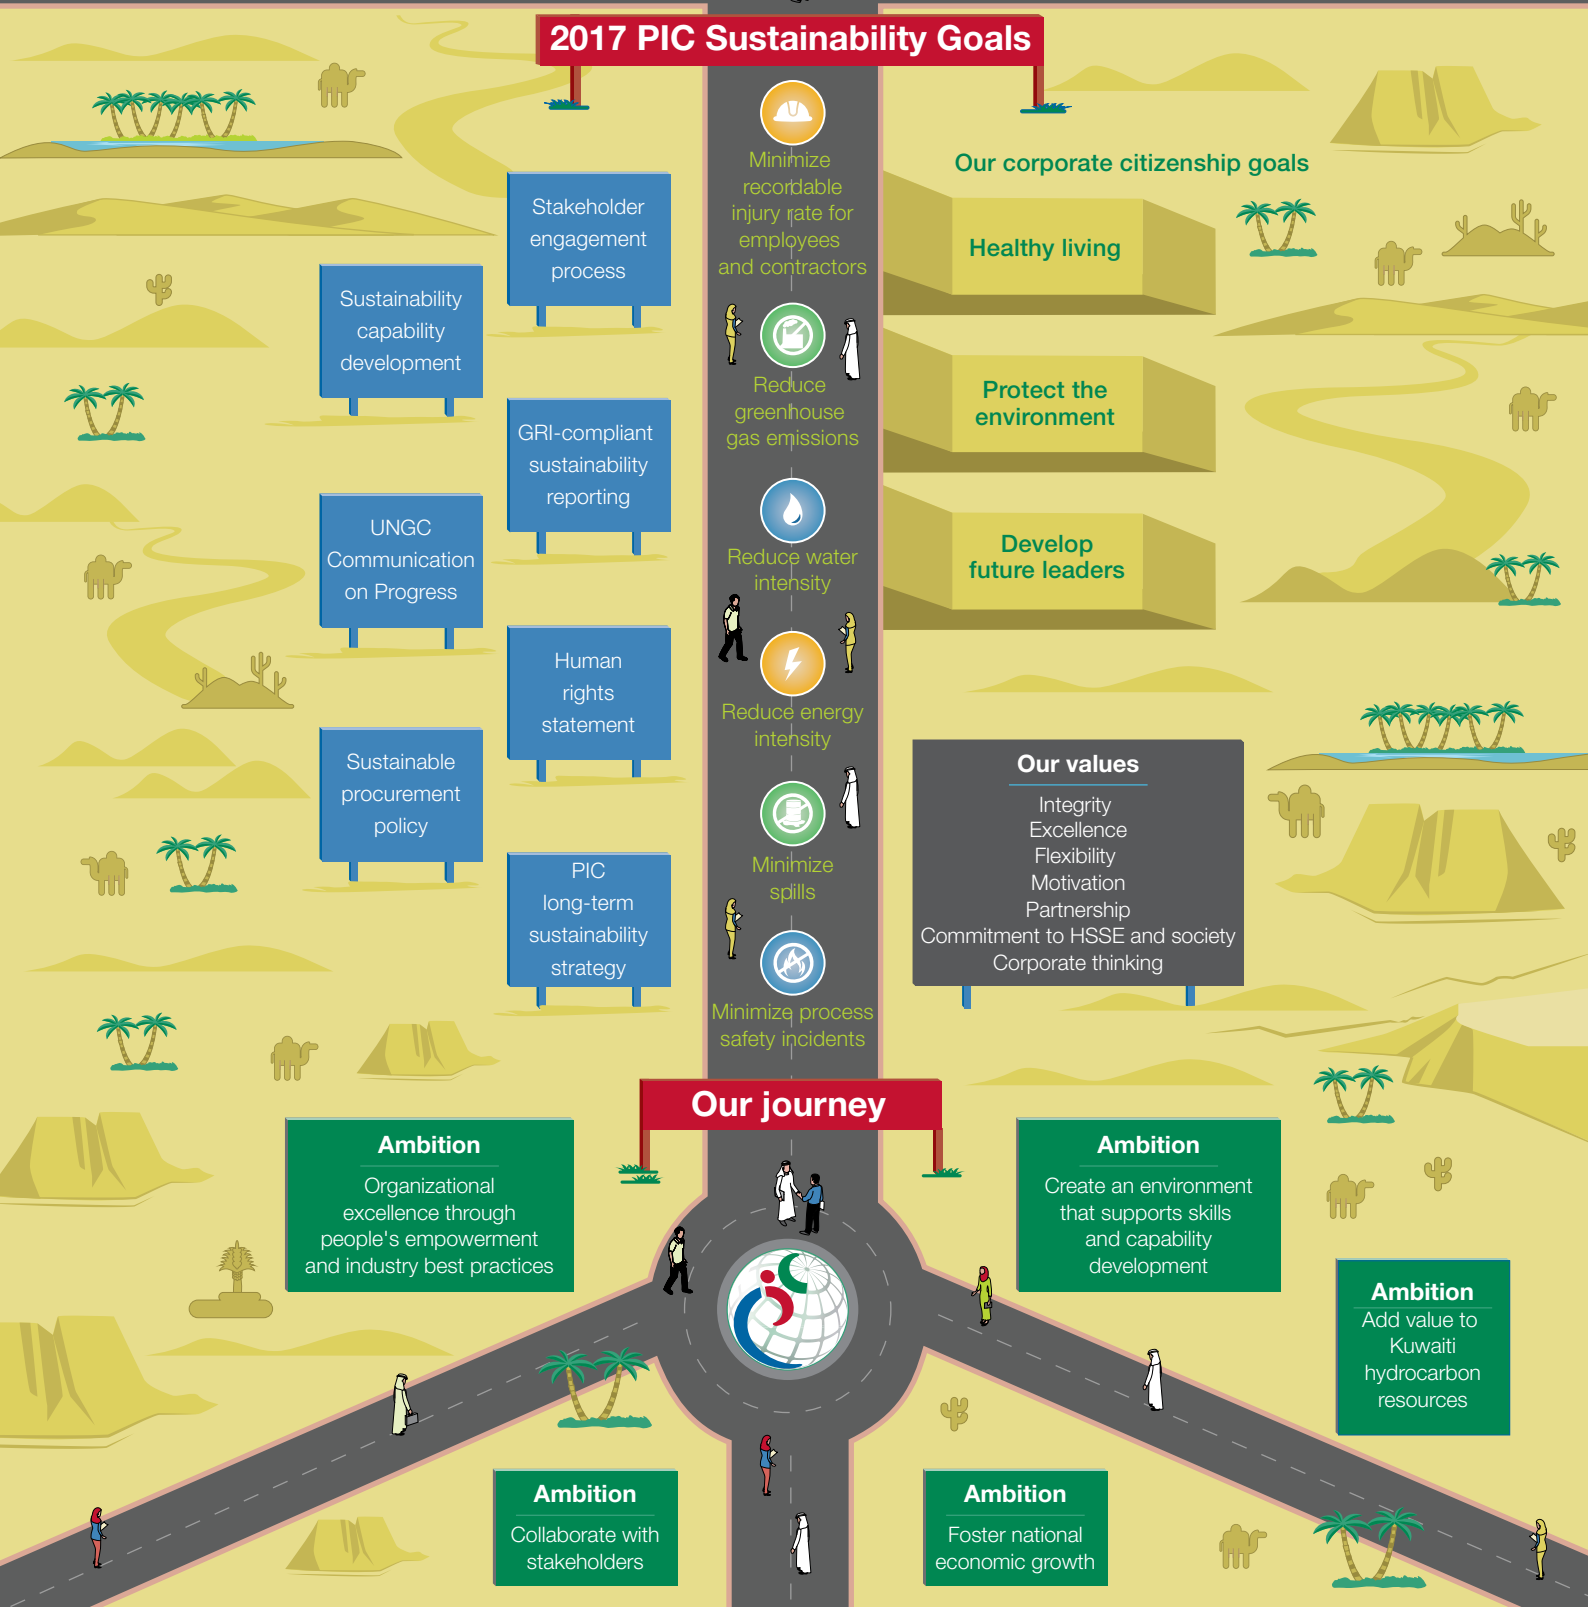 2017 PIC Sustainability Goals
Stakeholder
engagement
process
Sustainability
capability
development
GRI-compliant
sustainability
reporting
UNGC
Communication
on Progress
Human
rights
statement
Sustainable
procurement
policy
PIC
long-term
sustainability
strategy
Minimize
recordable
injury rate for
employees
and contractors
Reduce
greenhouse
gas emissions
Reduce water
intensity
Reduce energy
intensity
Minimize
spills
Minimize process
safety incidents
Our corporate citizenship goals
Healthy living
Protect the
environment
Develop
future leaders
Our values
Integrity
Excellence
Flexibility
Motivation
Partnership
Commitment to HSSE and society
Corporate thinking
Our journey
Ambition
Organizational
excellence through
people's empowerment
and industry best practices
Ambition
Create an environment
that supports skills
and capability
development
Ambition
Add value to
Kuwaiti
hydrocarbon
resources
Ambition
Collaborate with
stakeholders
Ambition
Foster national
economic growth